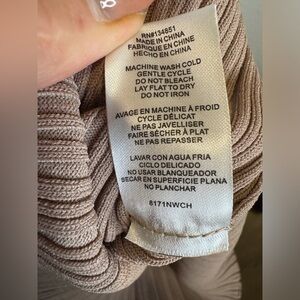 RN#134851
MADE IN CHINA
FABRIQUE EN CHINE
HECHO EN CHINA
MACHINE WASH COLD
GENTLE CYCLE
DO NOT BLEACH
LAY FLAT TO DRY
DO NOT IRON
AVAGE EN MACHINE À FROID
CYCLE DÉLICAT
NE PAS JAVELLISER
FAIRE SÉCHER À PLAT
NE PAS REPASSER
LAVAR CON AGUA FRIA
CICLO DELICADO
NO USAR BLANQUEADOR
SECAR EN SUPERFICIE PLANA
NO PLANCHAR
6171NWCH